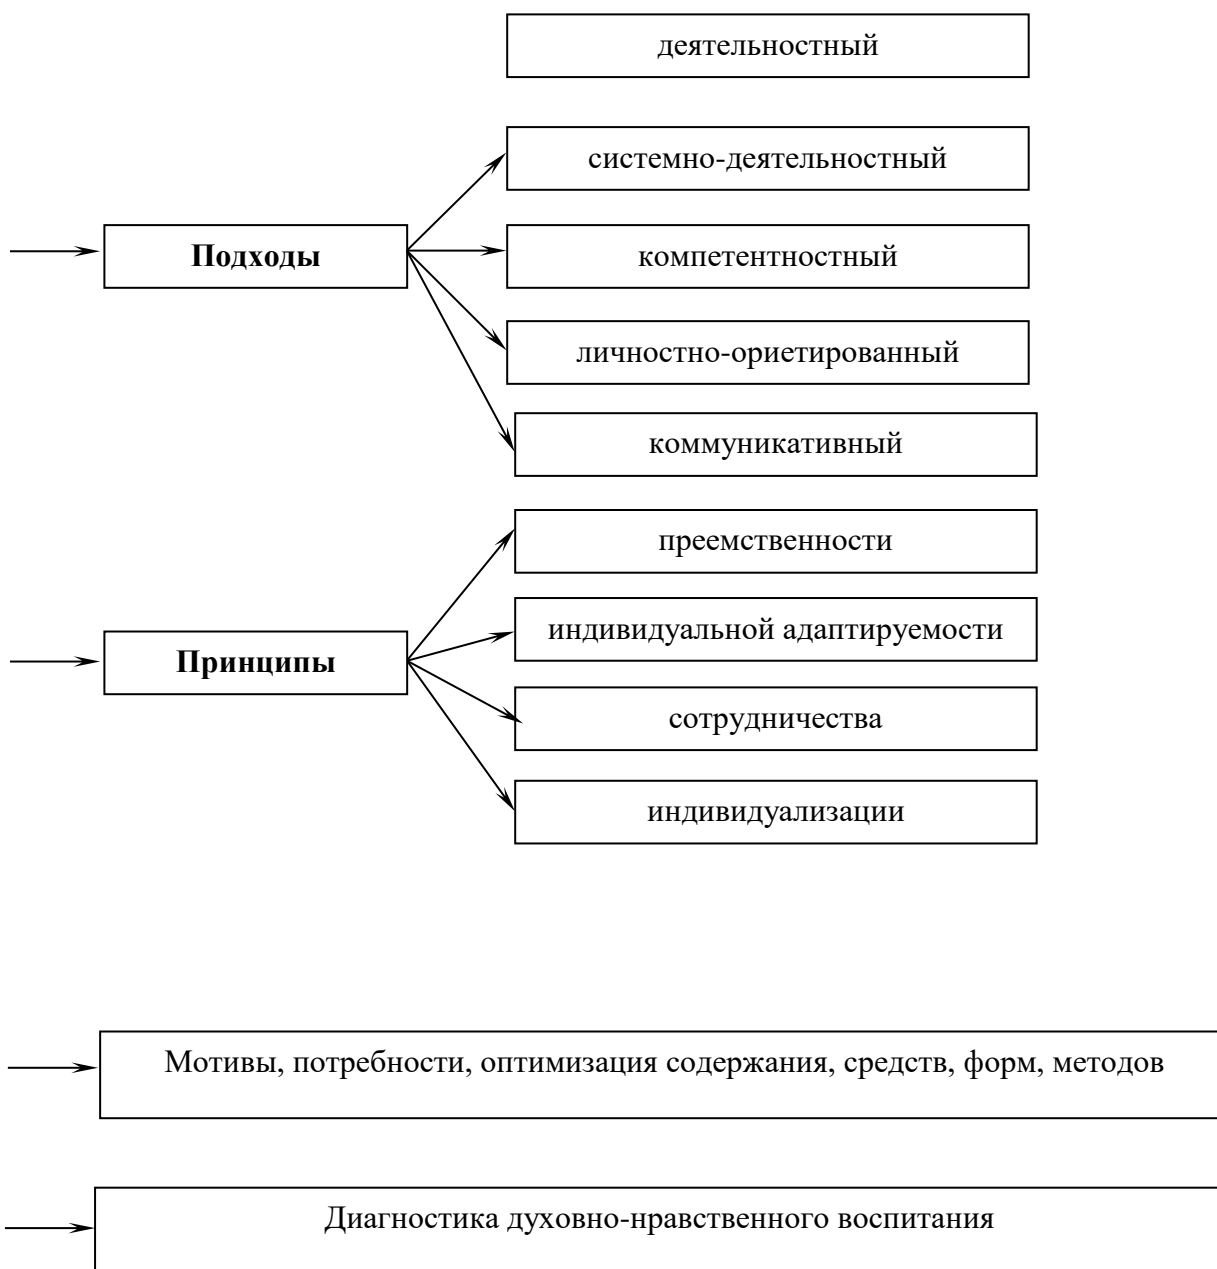 деятельностный
системно-деятельностный
Подходы
компетентностный
личностно-ориетированный
коммуникативный
преемственности
индивидуальной адаптируемости
Принципы
сотрудничества
индивидуализации
Мотивы, потребности, оптимизация содержания, средств, форм, методов
Диагностика духовно-нравственного воспитания